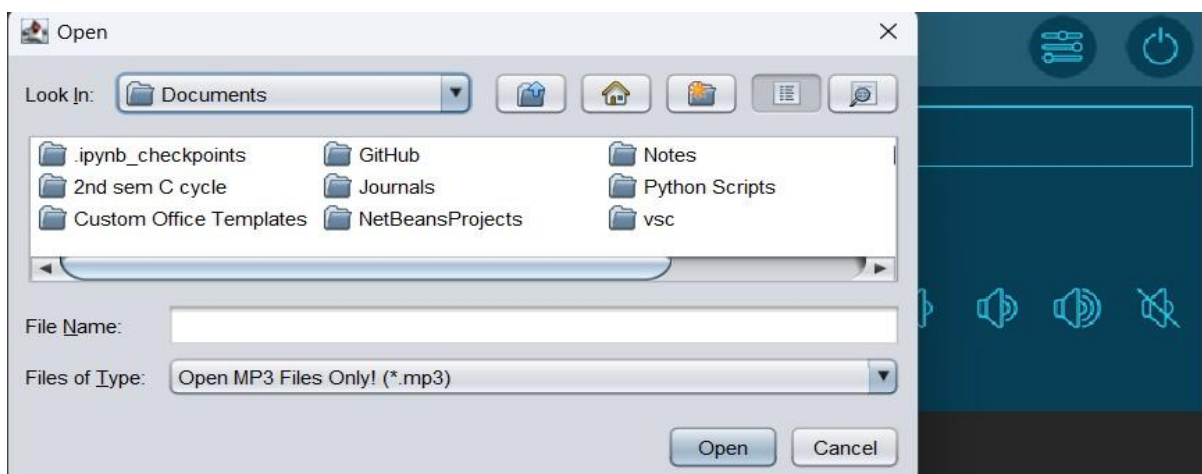 Open
Look In: Documents
.ipynb_checkpoints GitHub Notes
2nd sem C cycle Journals Python Scripts
Custom Office Templates NetBeansProjects vsc
File Name:
Files of Type: Open MP3 Files Only! (*.mp3)
Open Cancel